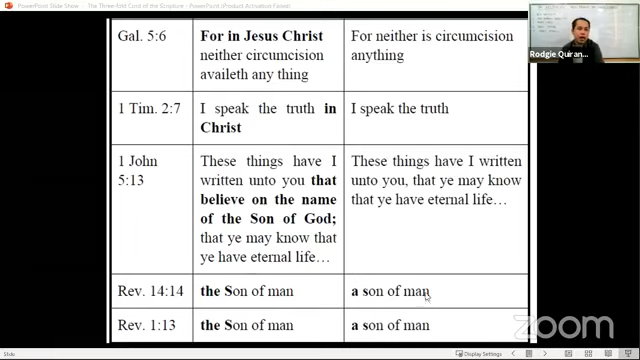 PowerPoint Slide Show - The Three-fold Cord of the Scripture - PowerPoint (Product Activation Failed)
Rodgie Quiran...
Gal. 5:6
For in Jesus Christ
neither circumcision
availeth any thing
For neither is circumcision
anything
1 Tim. 2:7
I speak the truth in
Christ
I speak the truth
1 John
5:13
These things have I
written unto you that
believe on the name
of the Son of God;
that ye may know that
ye have eternal life…
These things have I written
unto you, that ye may know
that ye have eternal life…
Rev. 14:14
the Son of man
a son of man
Rev. 1:13
the Son of man
a son of man
zoom
Slide
Display Settings